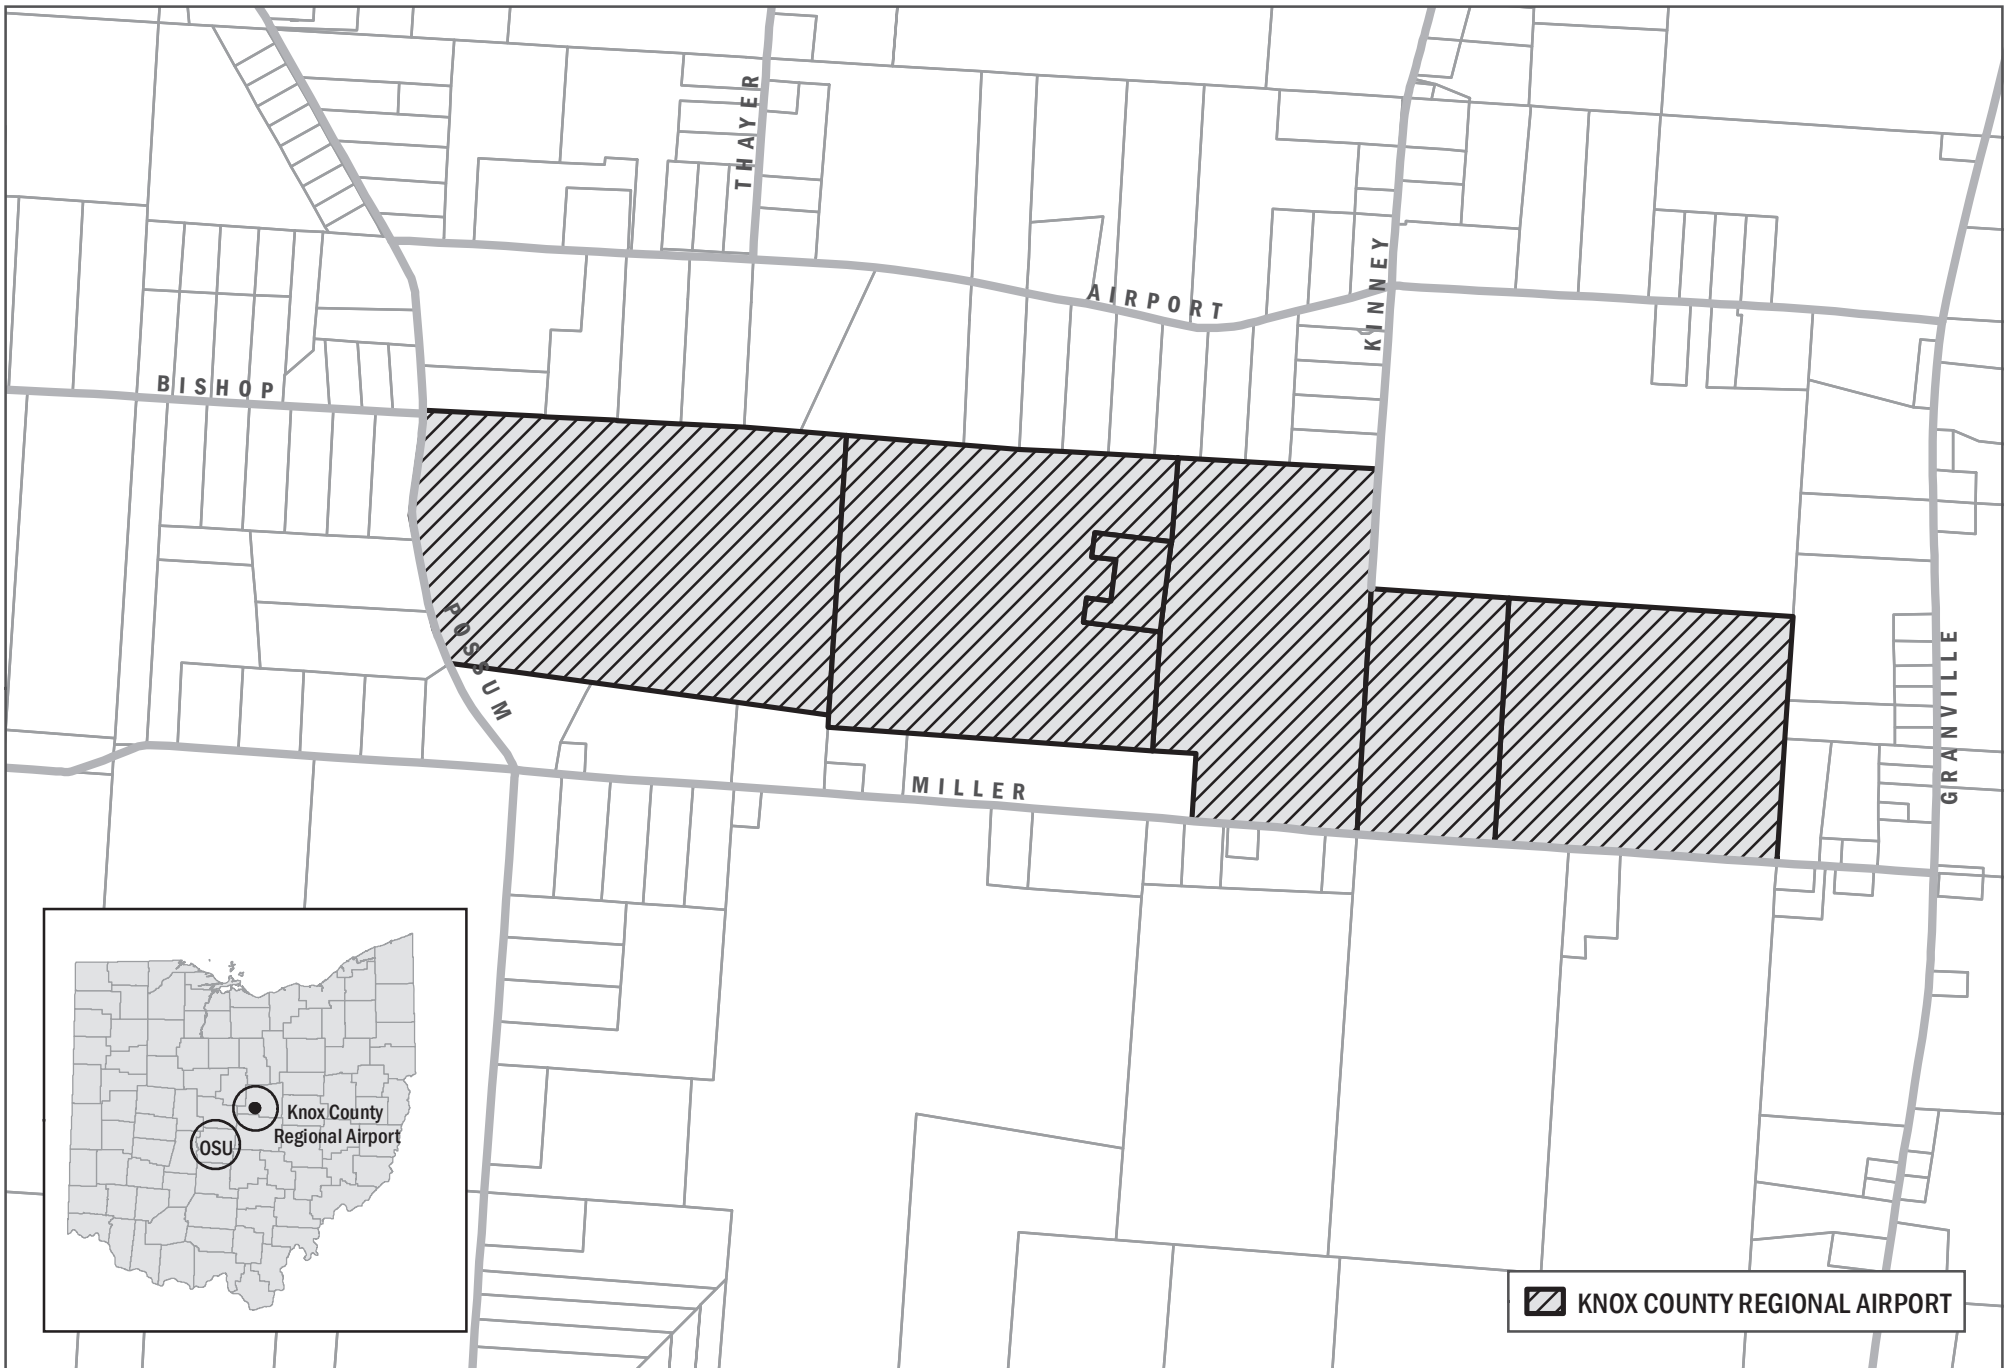 THAYER
KINNEY
AIRPORT
BISHOP
POSSUM
GRANVILLE
MILLER
Knox County
Regional Airport
OSU
KNOX COUNTY REGIONAL AIRPORT